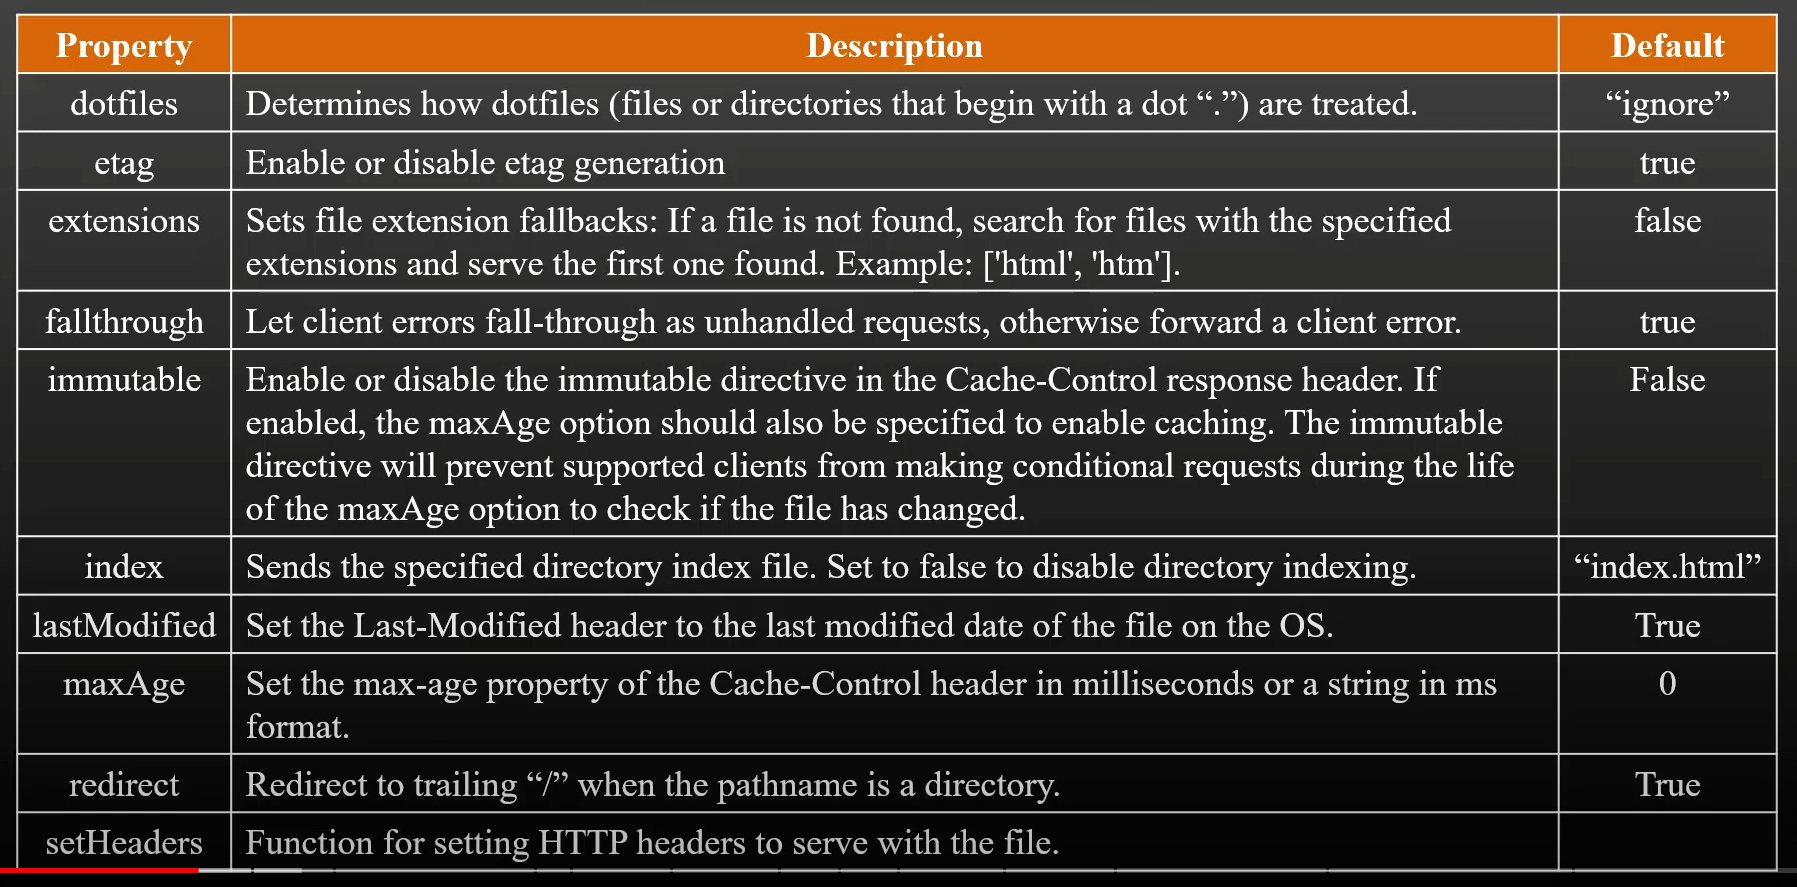 Property Description Default
dotfiles Determines how dotfiles (files or directories that begin with a dot “.”) are treated. “ignore”
etag Enable or disable etag generation true
extensions Sets file extension fallbacks: If a file is not found, search for files with the specified false
extensions and serve the first one found. Example: ['html', 'htm'].
fallthrough Let client errors fall-through as unhandled requests, otherwise forward a client error. true
immutable Enable or disable the immutable directive in the Cache-Control response header. If False
enabled, the maxAge option should also be specified to enable caching. The immutable
directive will prevent supported clients from making conditional requests during the life
of the maxAge option to check if the file has changed.
index Sends the specified directory index file. Set to false to disable directory indexing. “index.html”
lastModified Set the Last-Modified header to the last modified date of the file on the OS. True
maxAge Set the max-age property of the Cache-Control header in milliseconds or a string in ms 0
format.
redirect Redirect to trailing “/” when the pathname is a directory. True
setHeaders Function for setting HTTP headers to serve with the file.